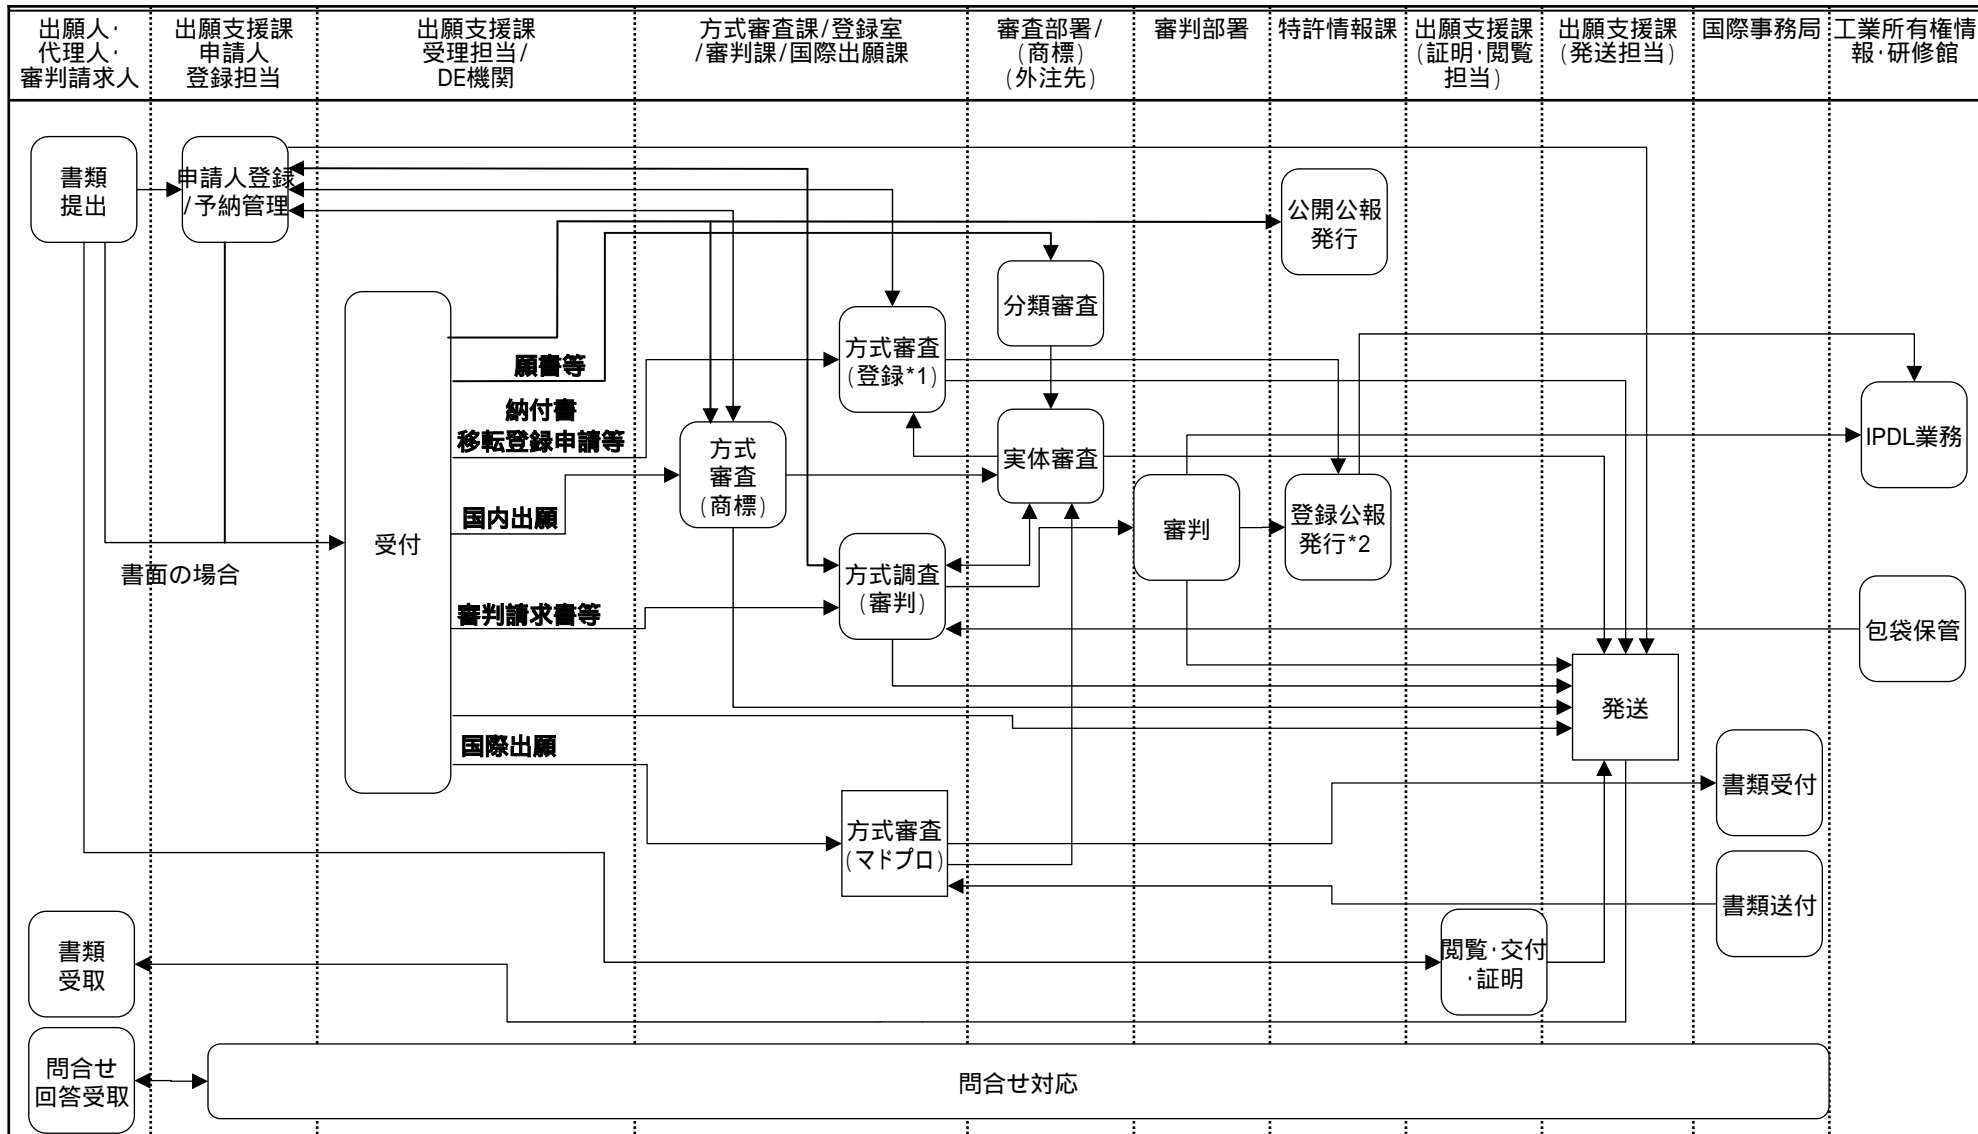 出願人・
代理人・
審判請求人
出願支援課
申請人
登録担当
出願支援課
受理担当/
DE機関
方式審査課/登録室
/審判課/国際出願課
審査部署/
(商標)
(外注先)
審判部署
特許情報課
出願支援課
(証明・閲覧
担当)
出願支援課
(発送担当)
国際事務局
工業所有権情
報・研修館
書類
提出
申請人登録
/予納管理
公開公報
発行
分類審査
方式審査
(登録*1)
願書等
納付書
移転登録申請等
方式
審査
(商標)
実体審査
IPDL業務
国内出願
受付
審判
登録公報
発行*2
書面の場合
方式調査
(審判)
審判請求書等
包袋保管
発送
国際出願
書類受付
方式審査
(マドプロ)
書類送付
書類
受取
閲覧・交付
・証明
問合せ
回答受取
問合せ対応